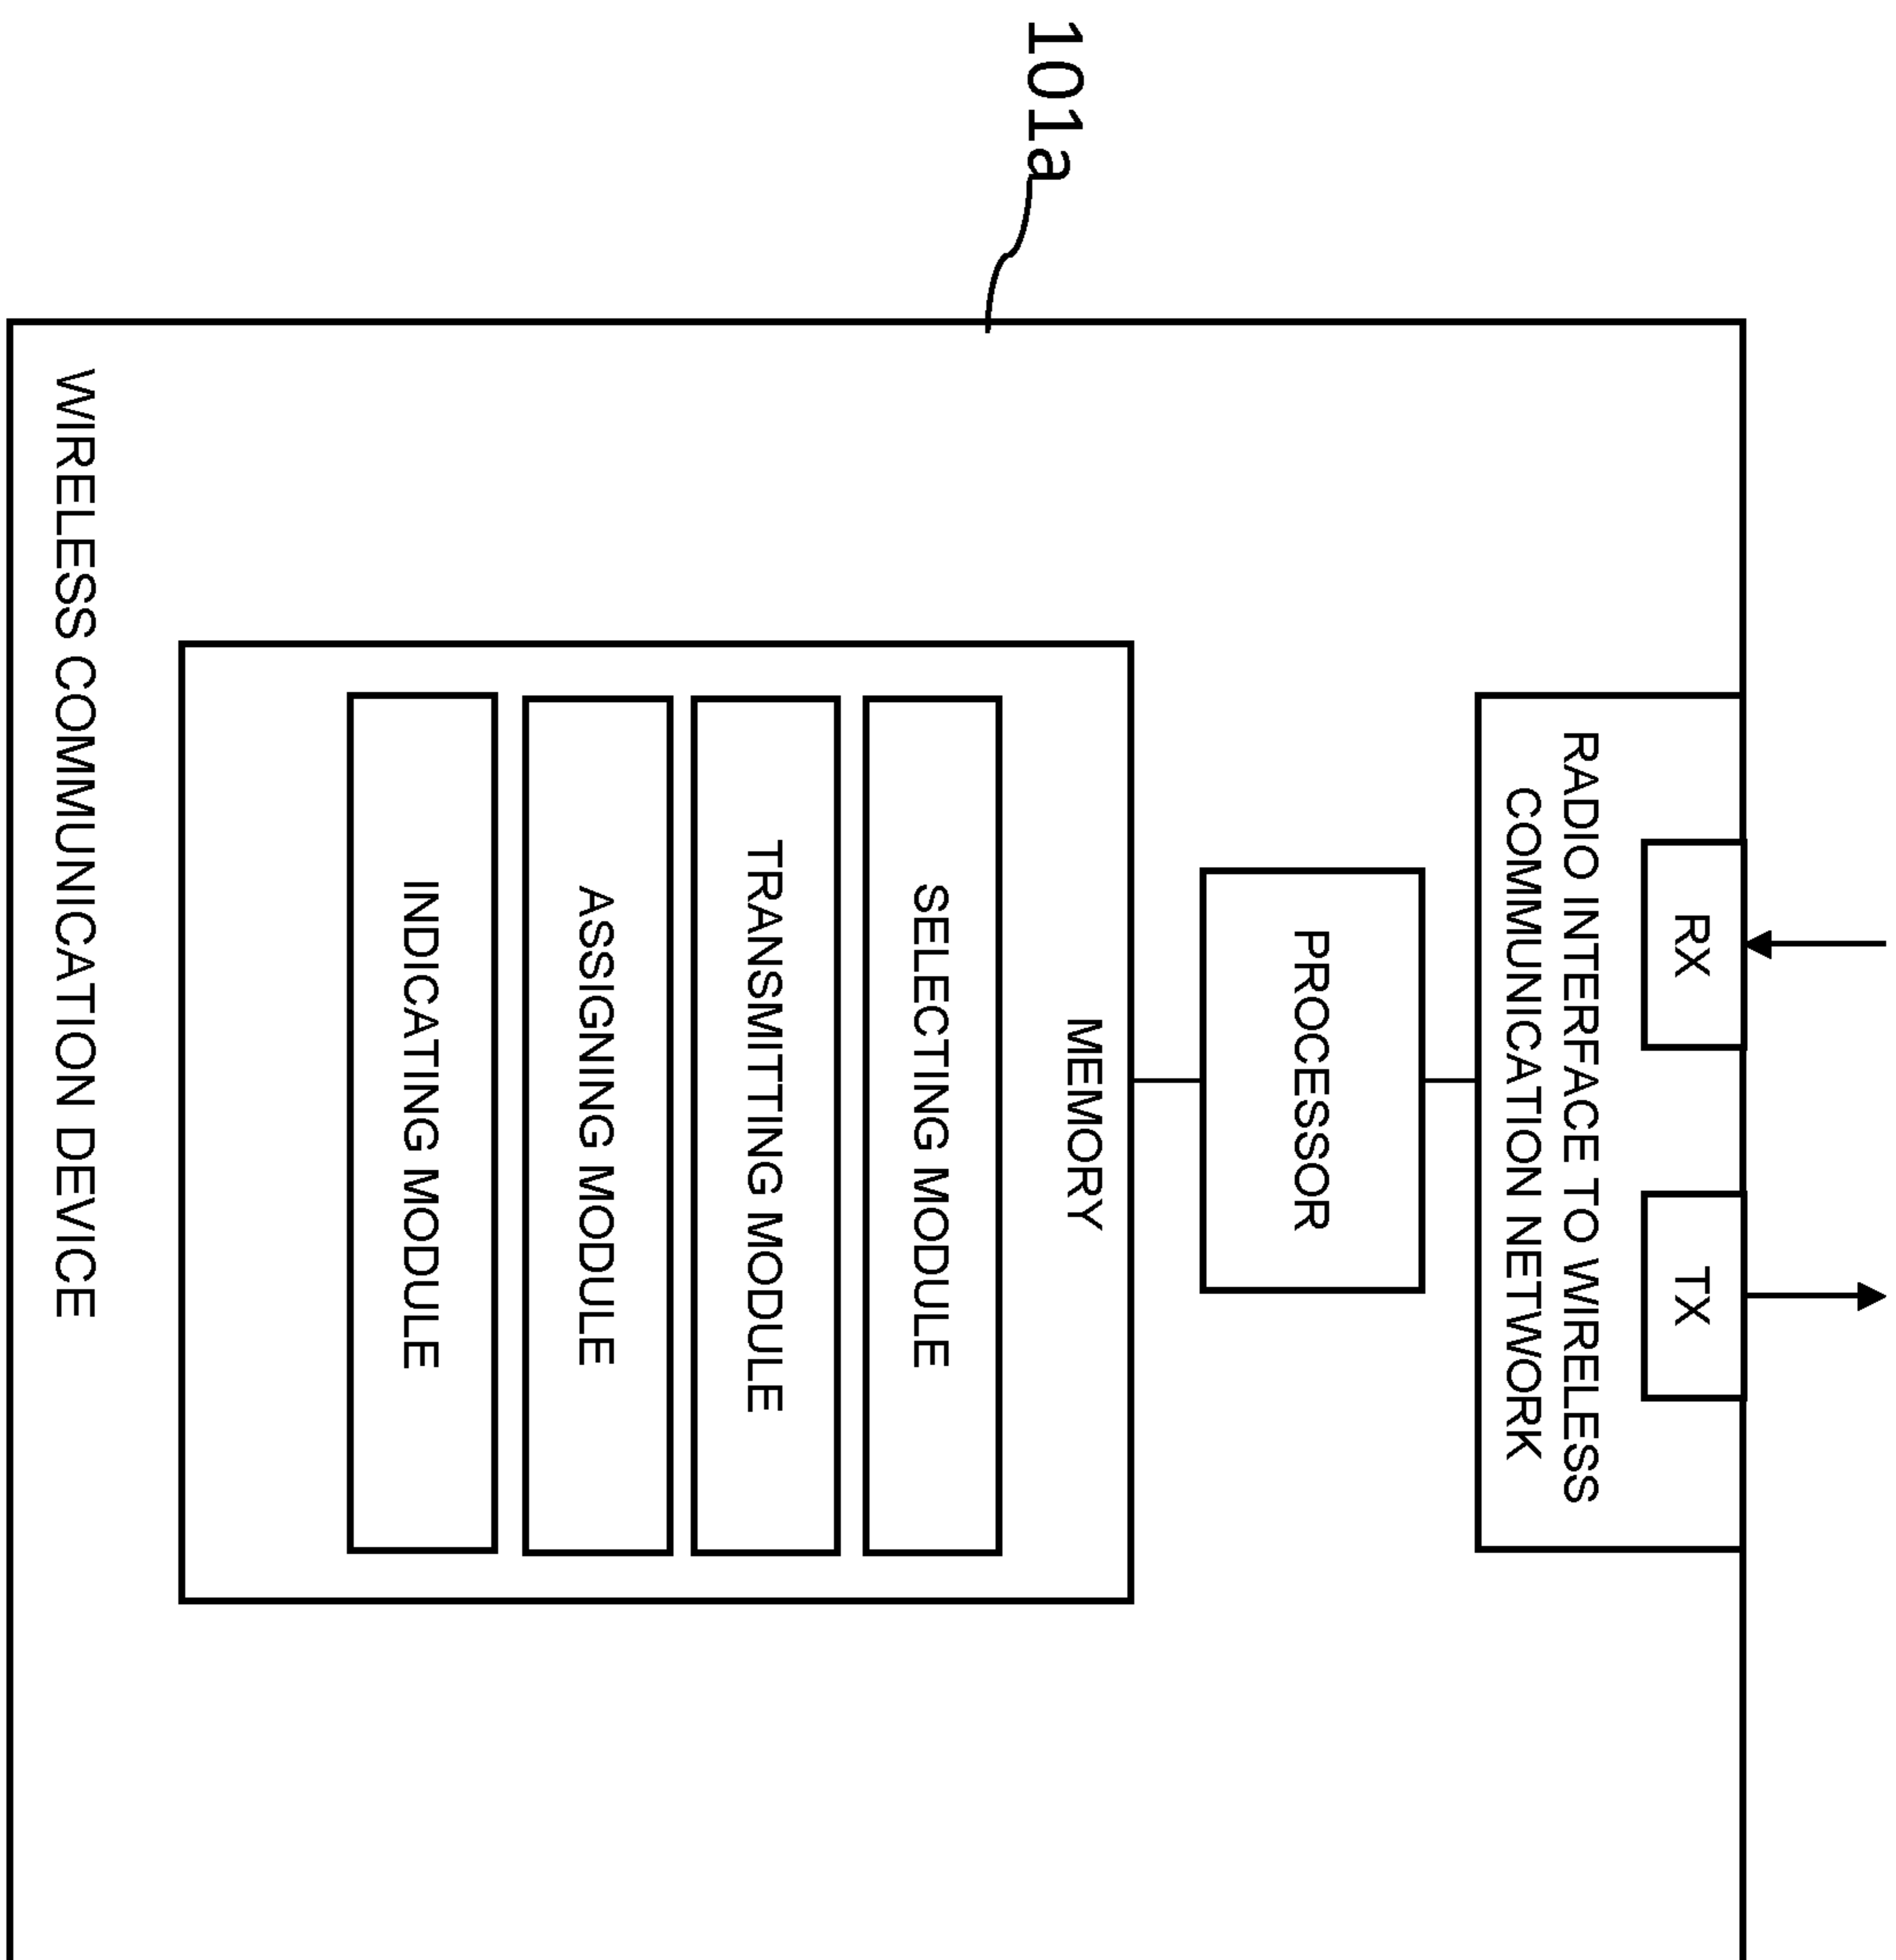 101a
RX
TX
RADIO INTERFACE TO WIRELESS
COMMUNICATION NETWORK
PROCESSOR
MEMORY
SELECTING MODULE
TRANSMITTING MODULE
ASSIGNING MODULE
INDICATING MODULE
WIRELESS COMMUNICATION DEVICE